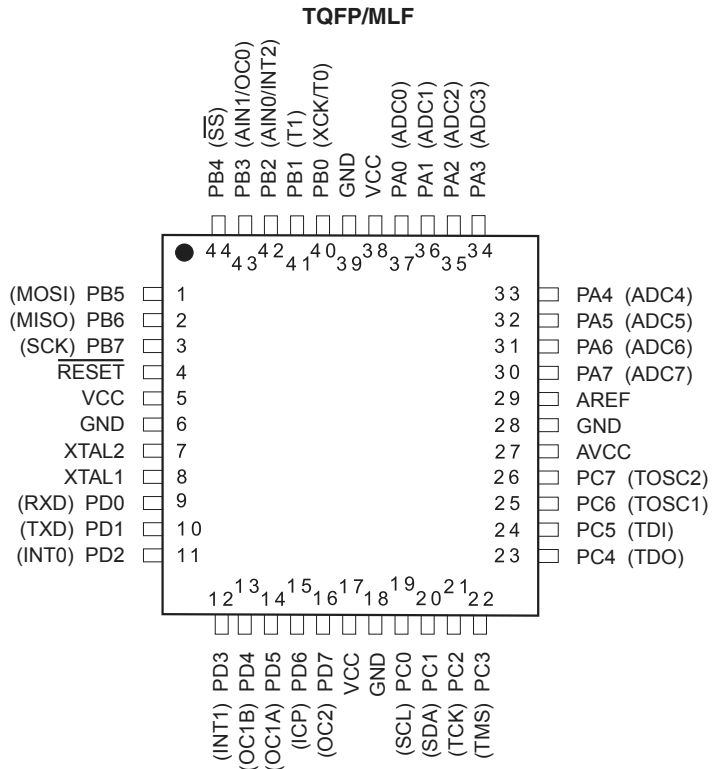 TQFP/MLF
PB4 (SS)
PB3 (AIN1/OC0)
PB2 (AIN0/INT2)
PB1 (T1)
PB0 (XCK/T0)
GND
VCC
PA0 (ADC0)
PA1 (ADC1)
PA2 (ADC2)
PA3 (ADC3)
44 43 42 41 40 39 38 37 36 35 34
(MOSI) PB5 1
(MISO) PB6 2
(SCK) PB7 3
RESET 4
VCC 5
GND 6
XTAL2 7
XTAL1 8
(RXD) PD0 9
(TXD) PD1 10
(INT0) PD2 11
33 PA4 (ADC4)
32 PA5 (ADC5)
31 PA6 (ADC6)
30 PA7 (ADC7)
29 AREF
28 GND
27 AVCC
26 PC7 (TOSC2)
25 PC6 (TOSC1)
24 PC5 (TDI)
23 PC4 (TDO)
12 13 14 15 16 17 18 19 20 21 22
(INT1) PD3
(OC1B) PD4
(OC1A) PD5
(ICP) PD6
(OC2) PD7
VCC
GND
(SCL) PC0
(SDA) PC1
(TCK) PC2
(TMS) PC3